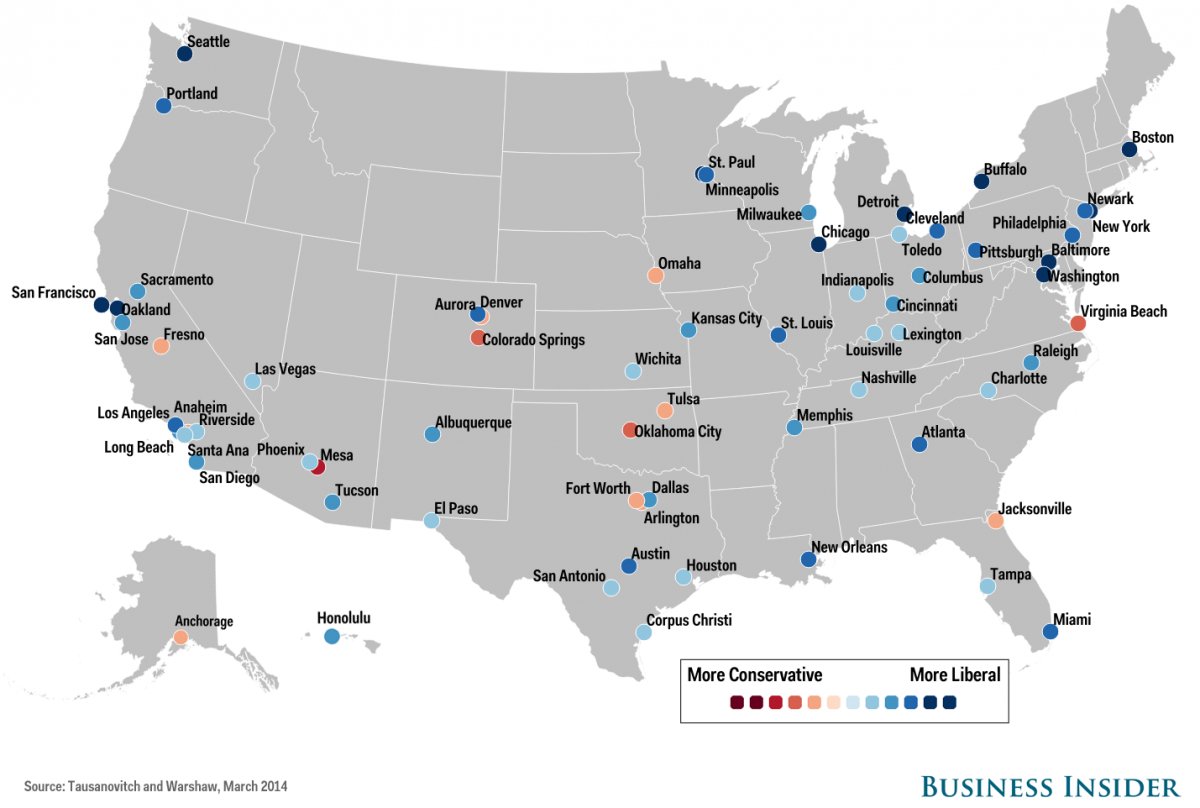 Seattle
Portland
Boston
St. Paul
Minneapolis
Buffalo
Milwaukee
Detroit
Cleveland
Newark
New York
Philadelphia
Chicago
Toledo
Pittsburgh
Baltimore
Washington
Omaha
Sacramento
San Francisco
Oakland
San Jose
Fresno
Aurora
Denver
Colorado Springs
Indianapolis
Columbus
Cincinnati
Kansas City
St. Louis
Louisville
Lexington
Virginia Beach
Raleigh
Wichita
Las Vegas
Nashville
Charlotte
Tulsa
Los Angeles
Anaheim
Riverside
Long Beach
Santa Ana
San Diego
Albuquerque
Oklahoma City
Memphis
Atlanta
Phoenix
Mesa
Tucson
Fort Worth
Dallas
Arlington
El Paso
Jacksonville
Austin
New Orleans
San Antonio
Houston
Tampa
Corpus Christi
Miami
Anchorage
Honolulu
More Conservative
More Liberal
Source: Tausanovitch and Warshaw, March 2014
BUSINESS INSIDER